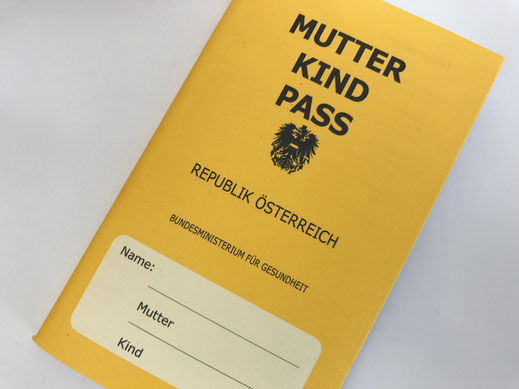 MUTTER
KIND
PASS
REPUBLIK ÖSTERREICH
BUNDESMINISTERIUM FÜR GESUNDHEIT
Name:
Mutter
Kind